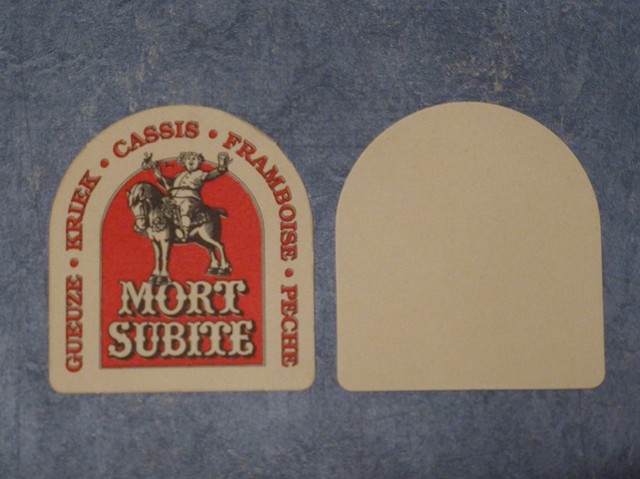 GUEUZE • KRIEK • CASSIS • FRAMBOISE • PECHE
MORT
SUBITE